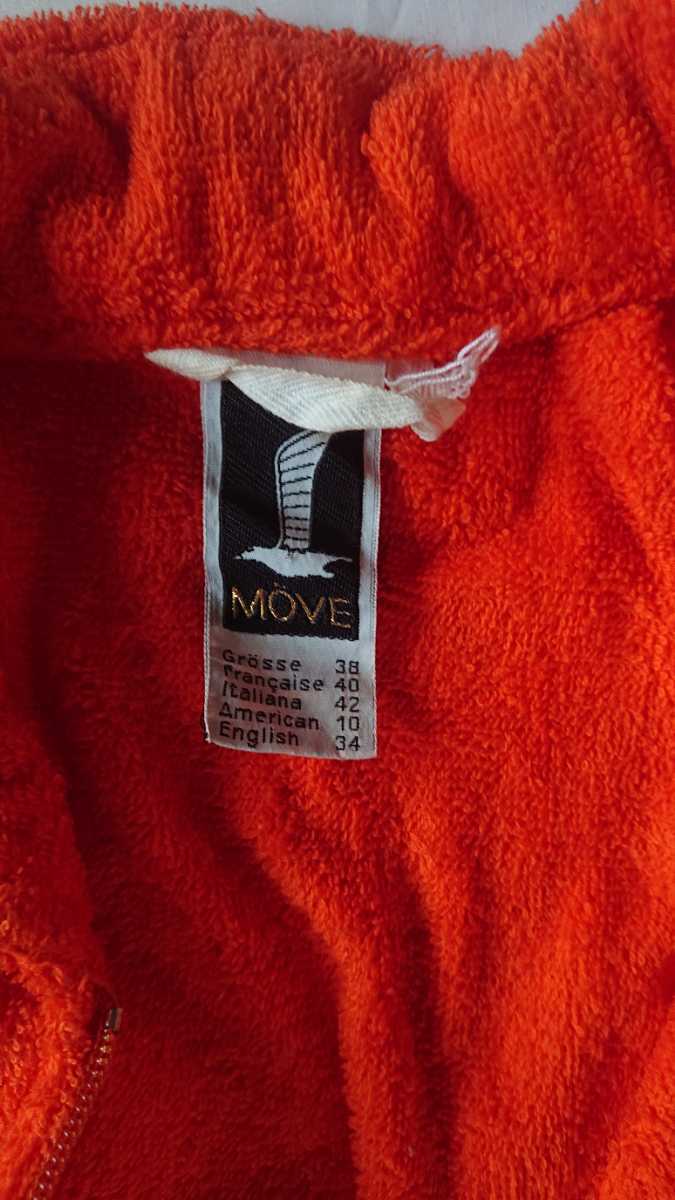 MÖVE
Grösse 38
Française 40
Italiana 42
American 10
English 34